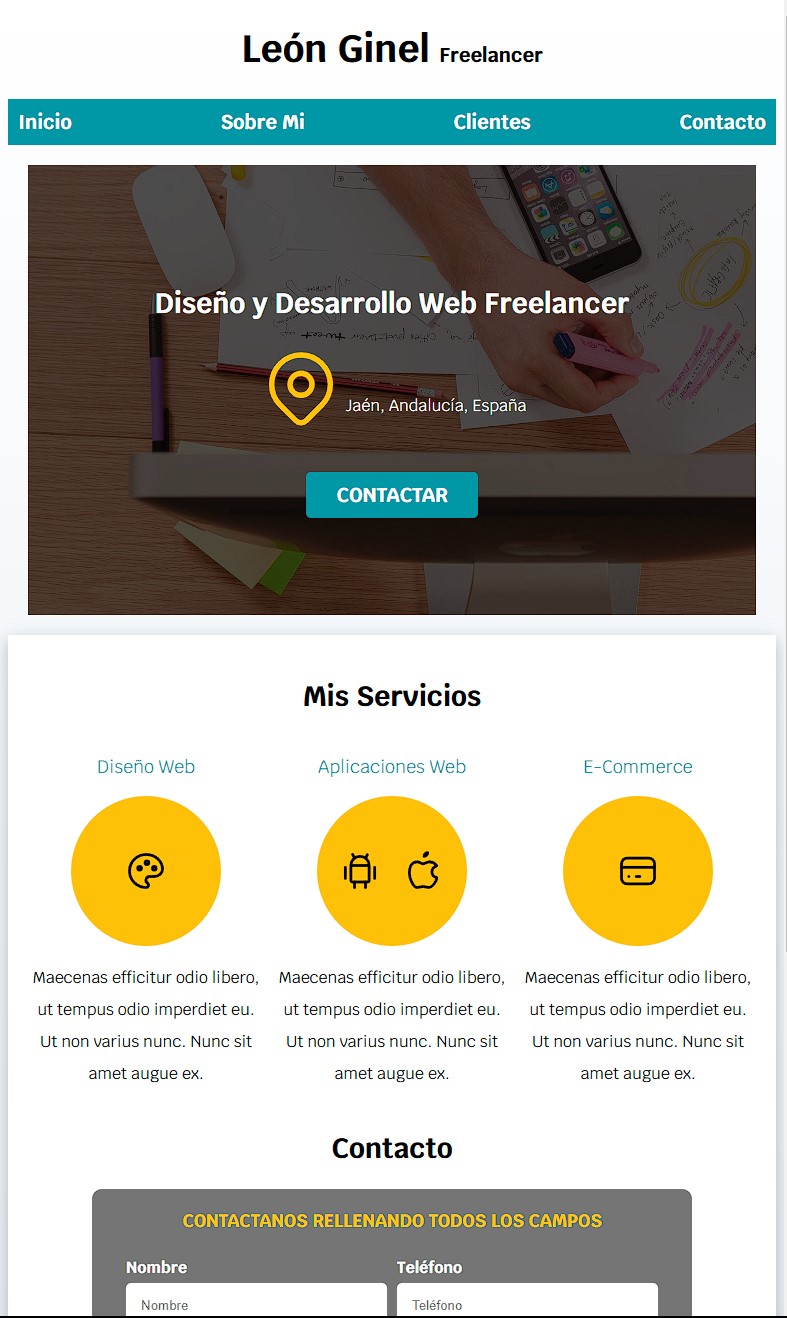 León Ginel Freelancer
Inicio Sobre Mi Clientes Contacto
Diseño y Desarrollo Web Freelancer
Jaén, Andalucía, España
CONTACTAR
Mis Servicios
Diseño Web
Aplicaciones Web
E-Commerce
Maecenas efficitur odio libero,
ut tempus odio imperdiet eu.
Ut non varius nunc. Nunc sit
amet augue ex.
Maecenas efficitur odio libero,
ut tempus odio imperdiet eu.
Ut non varius nunc. Nunc sit
amet augue ex.
Maecenas efficitur odio libero,
ut tempus odio imperdiet eu.
Ut non varius nunc. Nunc sit
amet augue ex.
Contacto
CONTACTANOS RELLENANDO TODOS LOS CAMPOS
Nombre Teléfono
Nombre Teléfono